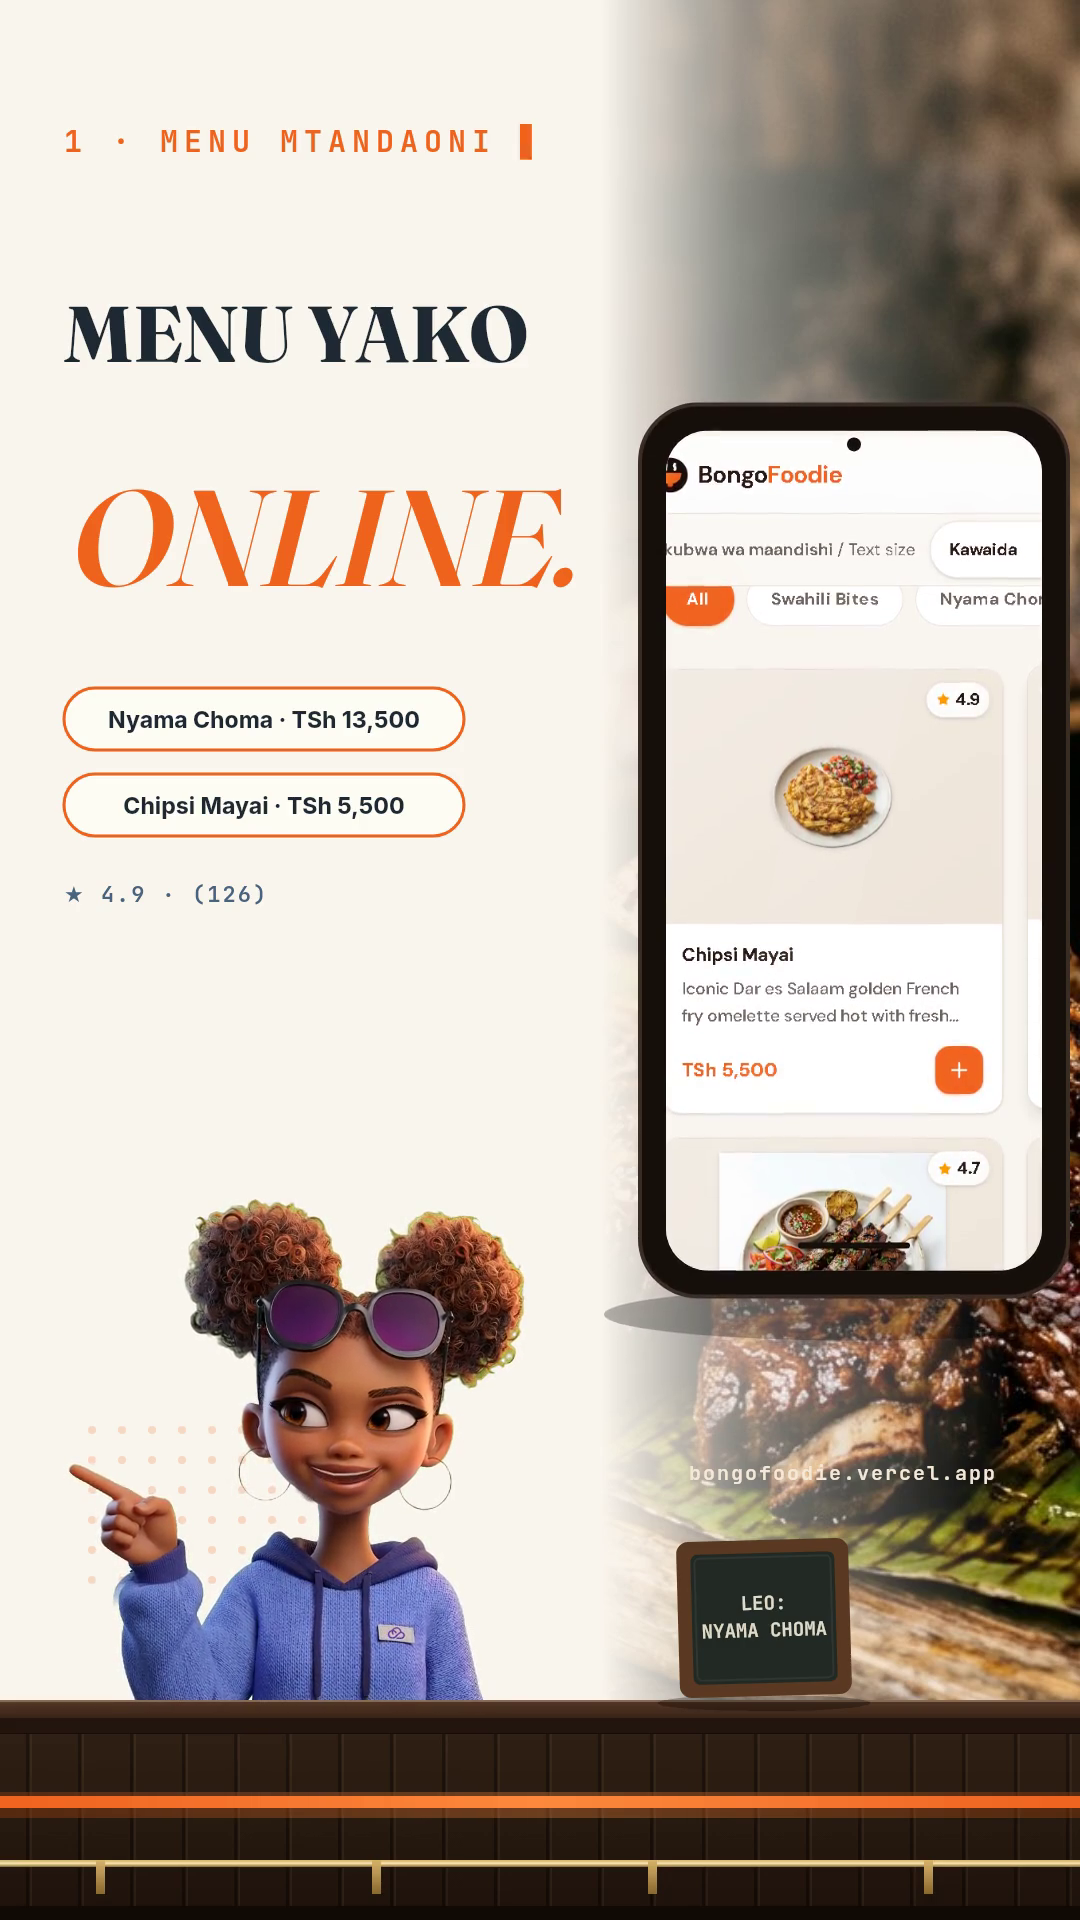 1 · MENU MTANDAONI
MENU YAKO
ONLINE.
Nyama Choma · TSh 13,500
Chipsi Mayai · TSh 5,500
★ 4.9 · (126)
BongoFoodie
kubwa wa maandishi / Text size
Kawaida
All
Swahili Bites
Nyama Chom
4.9
Chipsi Mayai
Iconic Dar es Salaam golden French
fry omelette served hot with fresh...
TSh 5,500
+
4.7
bongofoodie.vercel.app
LEO:
NYAMA CHOMA